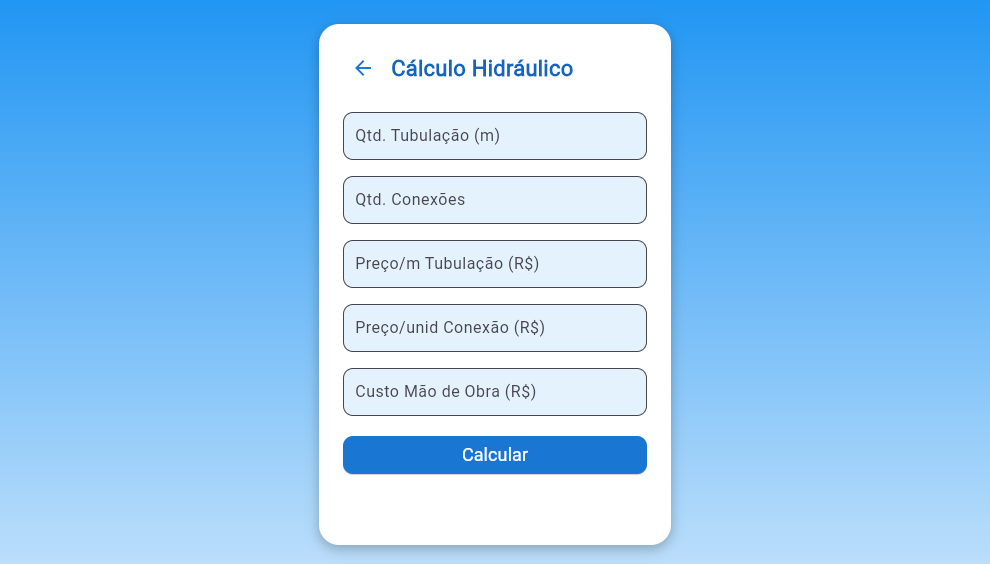 Cálculo Hidráulico
Qtd. Tubulação (m)
Qtd. Conexões
Preço/m Tubulação (R$)
Preço/unid Conexão (R$)
Custo Mão de Obra (R$)
Calcular